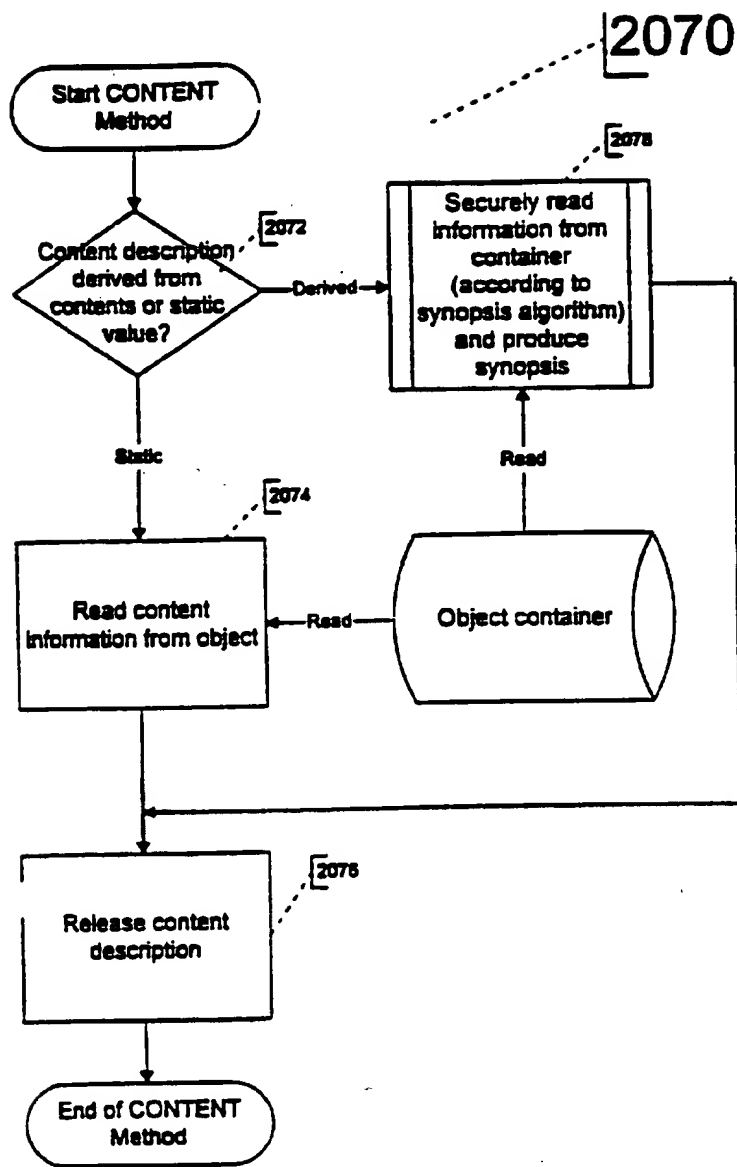 2070
Start CONTENT
Method
2078
2072
Content description
derived from
contents or static
value?
Derived
Securely read
information from
container
(according to
synopsis algorithm)
and produce
synopsis
Static
Read
2074
Read content
information from object
Read
Object container
2076
Release content
description
End of CONTENT
Method